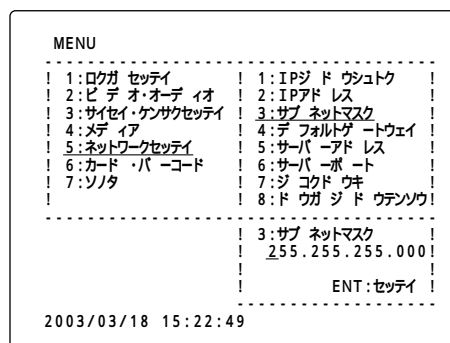 MENU
! 1:ロクガ セッテイ ! 1:IPジ ド ウシュトク !
! 2:ビ デ オ・オーデ ィオ ! 2:IPアド レス !
! 3:サイセイ・ケンサクセッテイ ! 3:サブ ネットマスク !
! 4:メデ ィア ! 4:デ フォルトゲ ートウェイ !
! 5:ネットワークセッテイ ! 5:サーバ ーアド レス !
! 6:カード ・バ ーコード ! 6:サーバ ーポ ート !
! 7:ソノタ ! 7:ジ コクド ウキ !
! ! 8:ド ウガ ジ ド ウテンソウ!
! 3:サブ ネットマスク !
! 255.255.255.000!
! !
! ENT:セッテイ !
2003/03/18 15:22:49